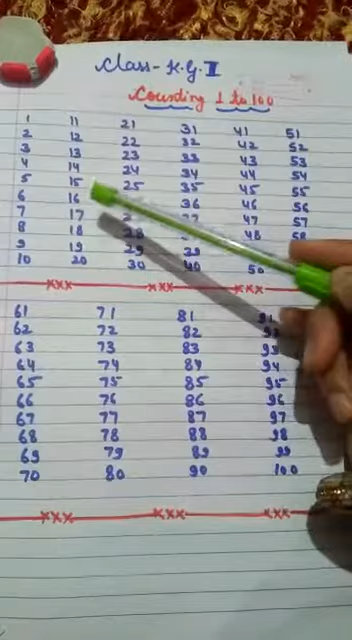 Class - K.G.II
Counting 1 to 100
1 11 21 31 41 51
2 12 22 32 42 52
3 13 23 33 43 53
4 14 24 34 44 54
5 15 25 35 45 55
6 16 36 46 56
7 17 47 57
8 18 28 48 58
9 19 29 39
10 20 30 40 50
xxx xxx xxx
61 71 81 91
62 72 82 92
63 73 83 93
64 74 84 94
65 75 85 95
66 76 86 96
67 77 87 97
68 78 88 98
69 79 89 99
70 80 90 100
xxx xxx xxx